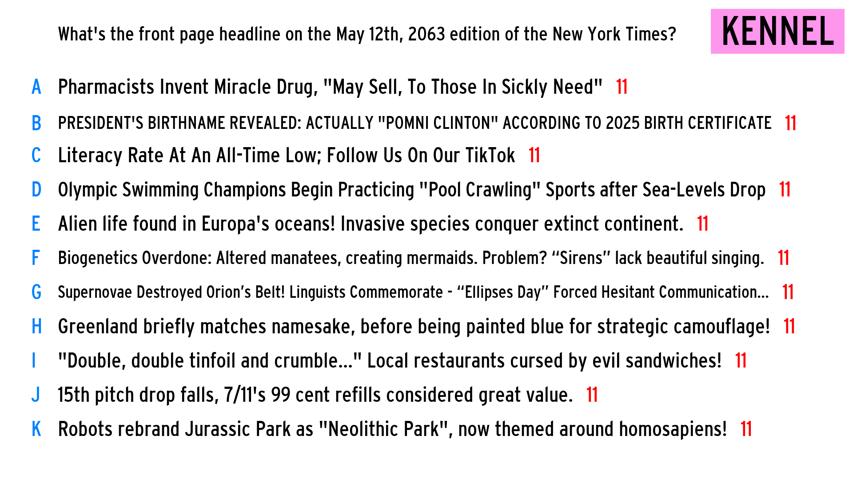 What's the front page headline on the May 12th, 2063 edition of the New York Times?
KENNEL
A Pharmacists Invent Miracle Drug, "May Sell, To Those In Sickly Need" 11
B PRESIDENT'S BIRTHNAME REVEALED: ACTUALLY "POMNI CLINTON" ACCORDING TO 2025 BIRTH CERTIFICATE 11
C Literacy Rate At An All-Time Low; Follow Us On Our TikTok 11
D Olympic Swimming Champions Begin Practicing "Pool Crawling" Sports after Sea-Levels Drop 11
E Alien life found in Europa's oceans! Invasive species conquer extinct continent. 11
F Biogenetics Overdone: Altered manatees, creating mermaids. Problem? “Sirens” lack beautiful singing. 11
G Supernovae Destroyed Orion’s Belt! Linguists Commemorate - “Ellipses Day” Forced Hesitant Communication... 11
H Greenland briefly matches namesake, before being painted blue for strategic camouflage! 11
I "Double, double tinfoil and crumble..." Local restaurants cursed by evil sandwiches! 11
J 15th pitch drop falls, 7/11's 99 cent refills considered great value. 11
K Robots rebrand Jurassic Park as "Neolithic Park", now themed around homosapiens! 11